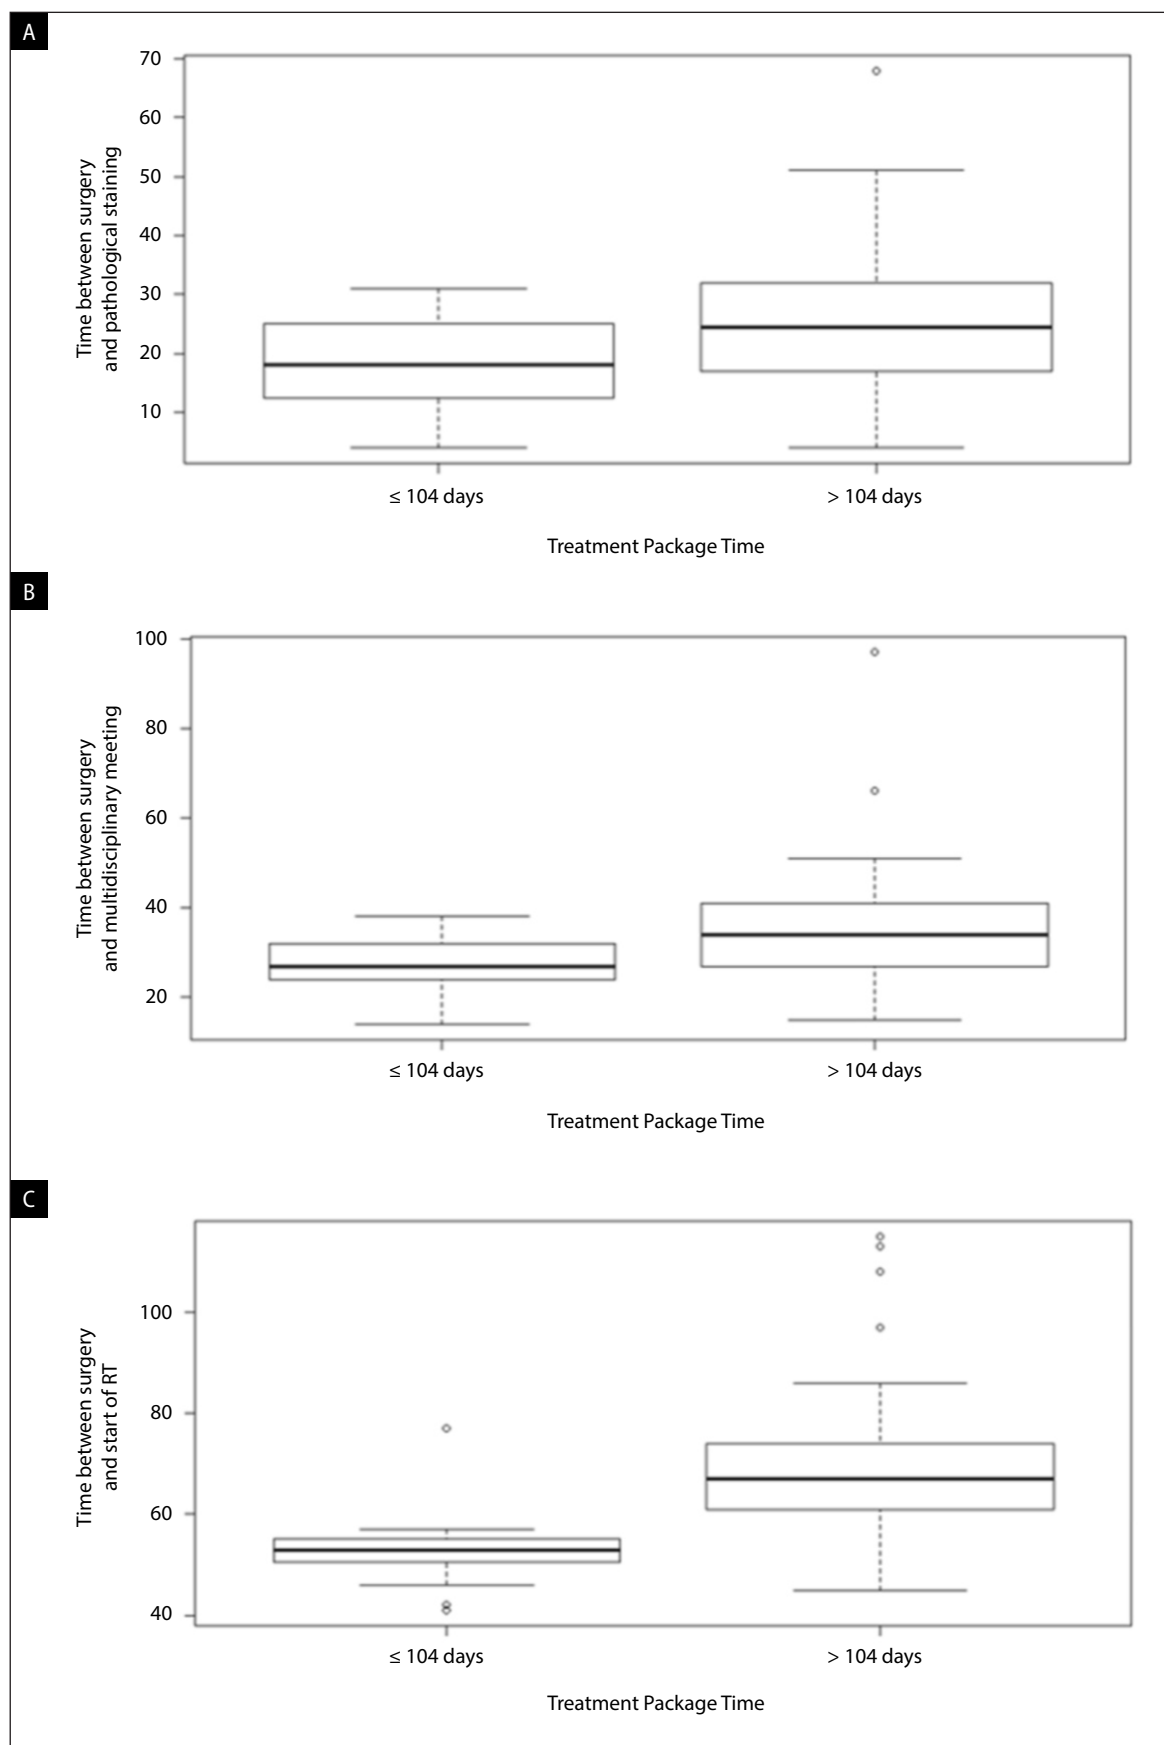 A
70
60
50
40
30
20
10
Time between surgery
and pathological staining
≤ 104 days
> 104 days
Treatment Package Time
B
100
80
60
40
20
Time between surgery
and multidisciplinary meeting
≤ 104 days
> 104 days
Treatment Package Time
C
100
80
60
40
Time between surgery
and start of RT
≤ 104 days
> 104 days
Treatment Package Time